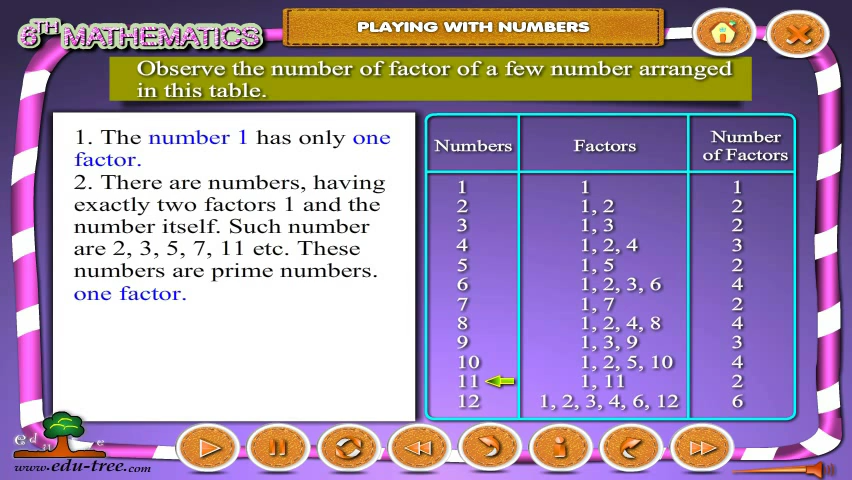 6TH MATHEMATICS
PLAYING WITH NUMBERS
Observe the number of factor of a few number arranged
in this table.
1. The number 1 has only one
factor.
2. There are numbers, having
exactly two factors 1 and the
number itself. Such number
are 2, 3, 5, 7, 11 etc. These
numbers are prime numbers.
one factor.
Numbers Factors Number
of Factors
1 1 1
2 1, 2 2
3 1, 3 2
4 1, 2, 4 3
5 1, 5 2
6 1, 2, 3, 6 4
7 1, 7 2
8 1, 2, 4, 8 4
9 1, 3, 9 3
10 1, 2, 5, 10 4
11 1, 11 2
12 1, 2, 3, 4, 6, 12 6
www.edu-tree.com